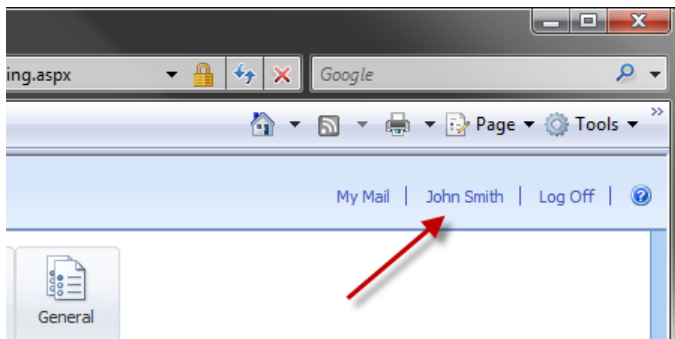 ing.aspx Google
Page Tools »
My Mail | John Smith | Log Off | ?
General